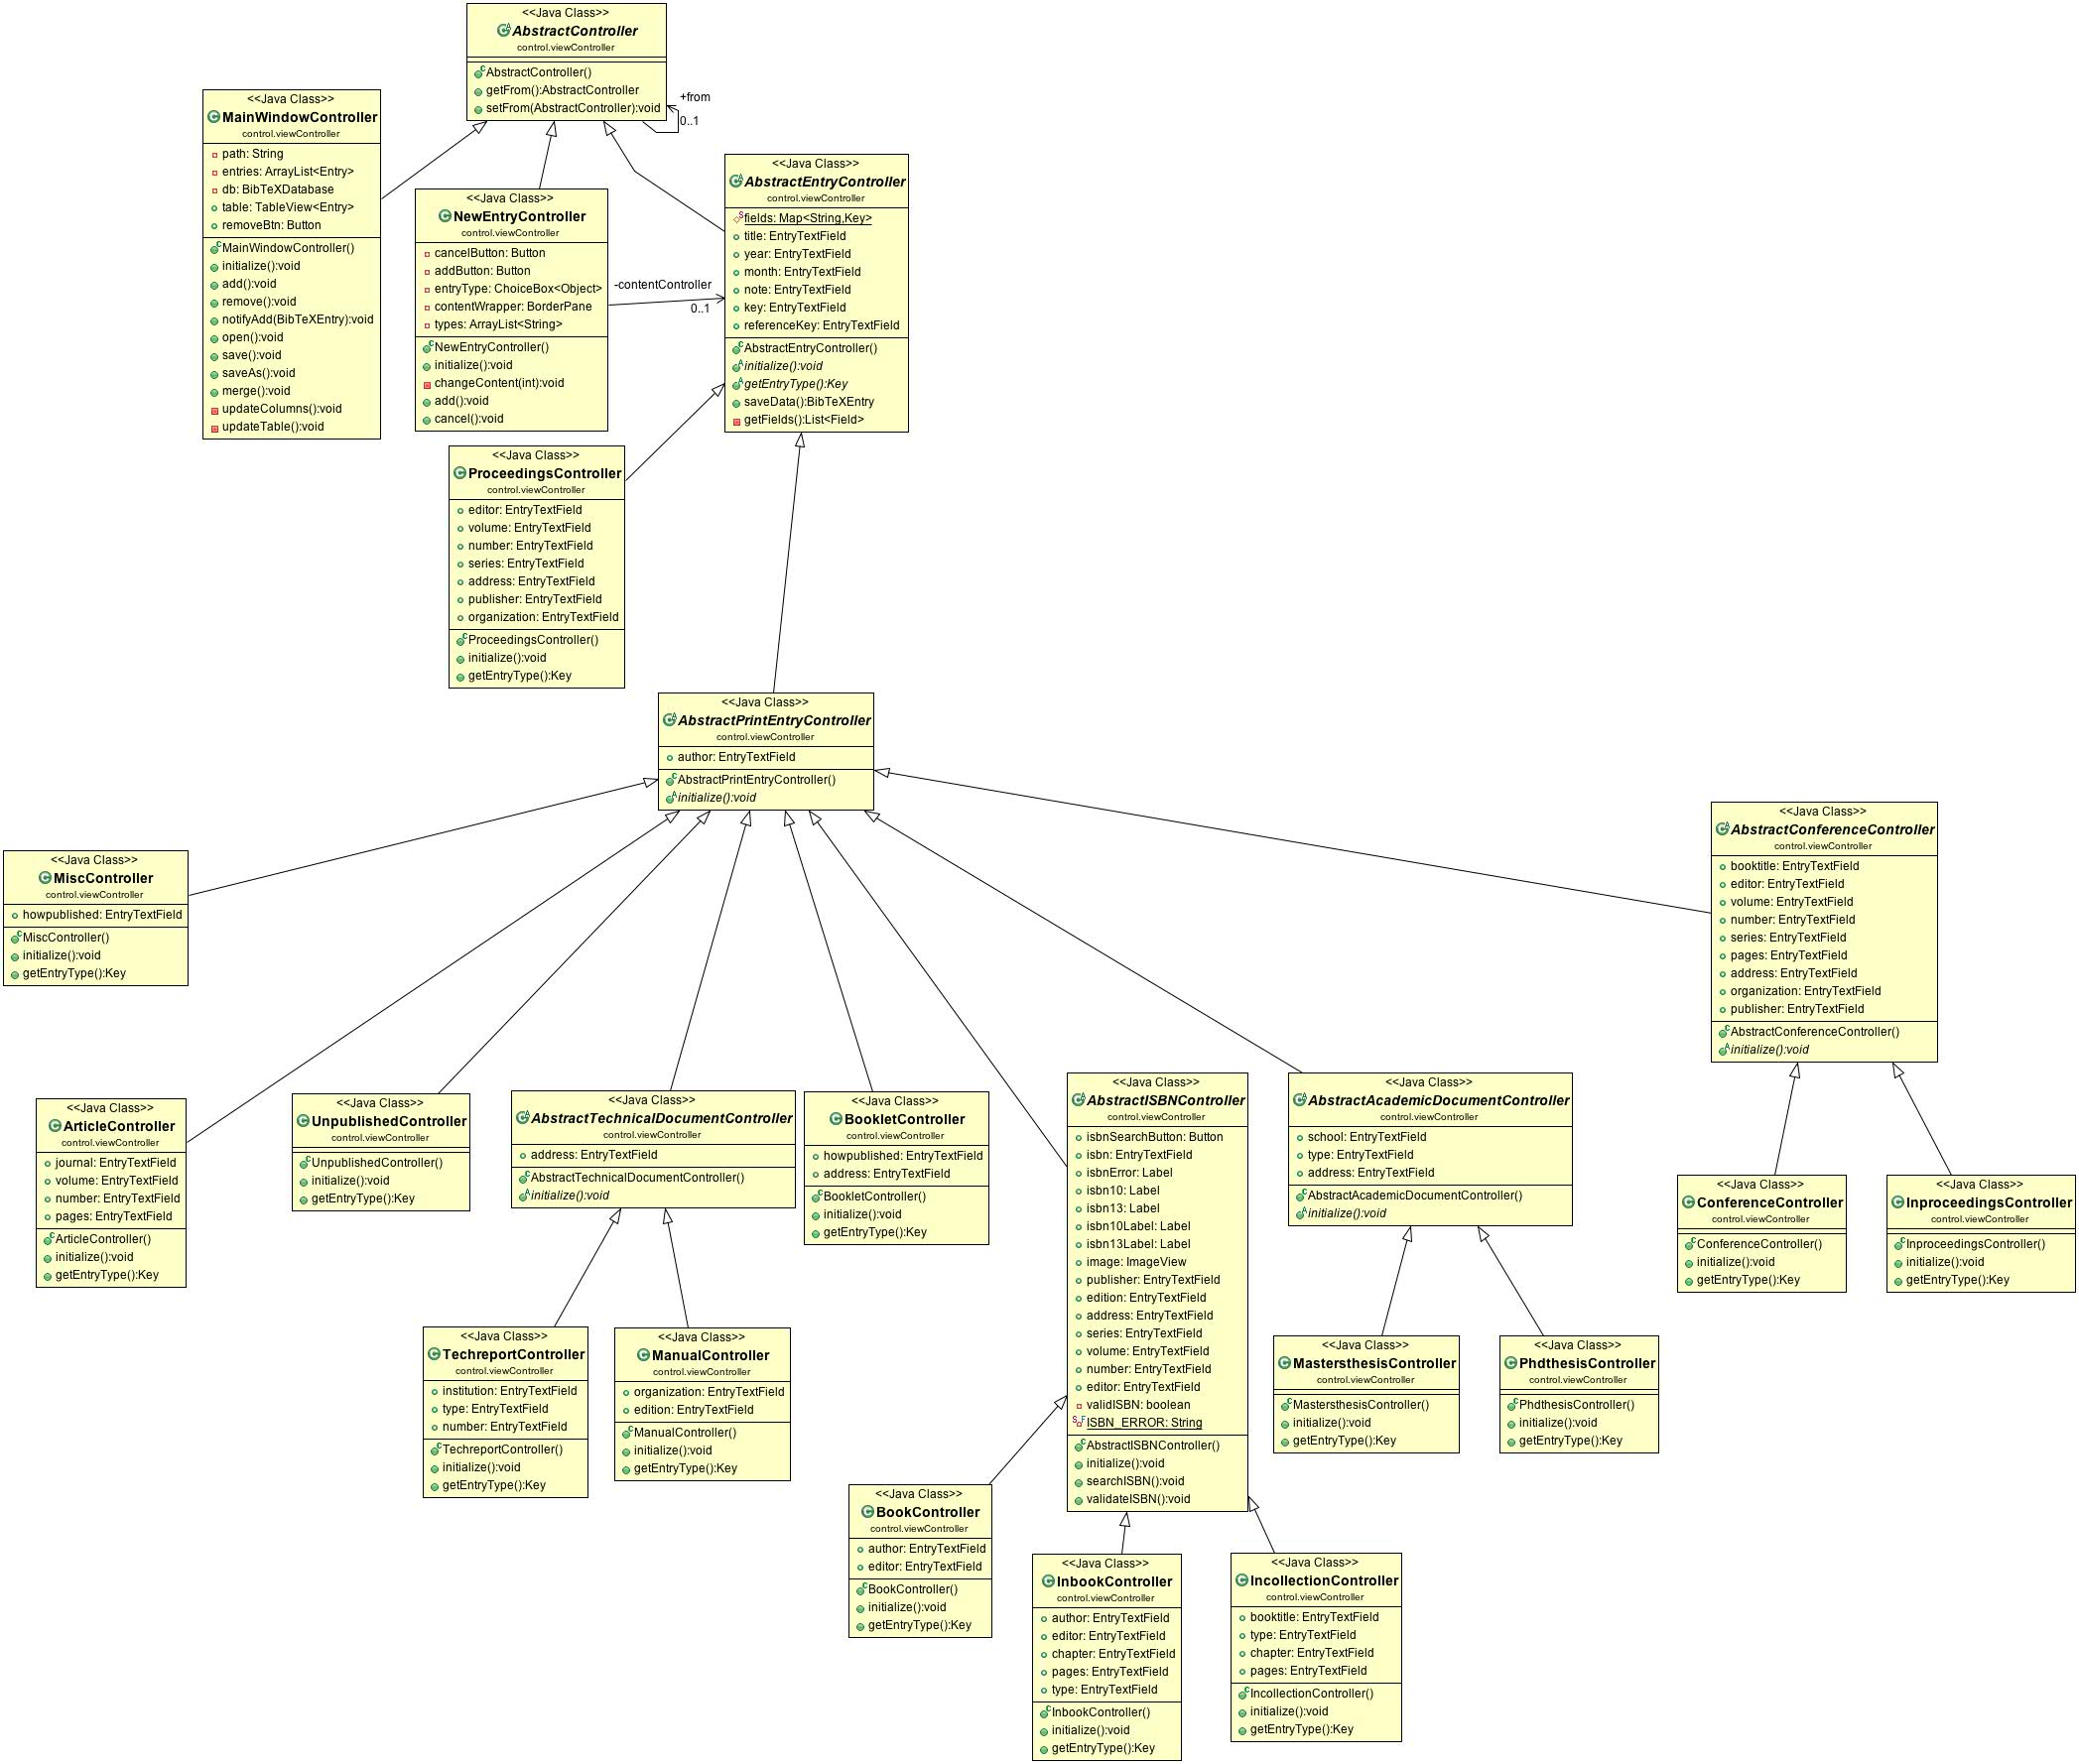 <<Java Class>>
AbstractController
control.viewController
AbstractController()
getFrom():AbstractController
setFrom(AbstractController):void
+from
0..1
<<Java Class>>
MainWindowController
control.viewController
path: String
entries: ArrayList<Entry>
db: BibTeXDatabase
table: TableView<Entry>
removeBtn: Button
MainWindowController()
initialize():void
add():void
remove():void
notifyAdd(BibTeXEntry):void
open():void
save():void
saveAs():void
merge():void
updateColumns():void
updateTable():void
<<Java Class>>
NewEntryController
control.viewController
cancelButton: Button
addButton: Button
entryType: ChoiceBox<Object>
contentWrapper: BorderPane
types: ArrayList<String>
NewEntryController()
initialize():void
changeContent(int):void
add():void
cancel():void
-contentController
0..1
<<Java Class>>
AbstractEntryController
control.viewController
fields: Map<String,Key>
title: EntryTextField
year: EntryTextField
month: EntryTextField
note: EntryTextField
key: EntryTextField
referenceKey: EntryTextField
AbstractEntryController()
initialize():void
getEntryType():Key
saveData():BibTeXEntry
getFields():List<Field>
<<Java Class>>
ProceedingsController
control.viewController
editor: EntryTextField
volume: EntryTextField
number: EntryTextField
series: EntryTextField
address: EntryTextField
publisher: EntryTextField
organization: EntryTextField
ProceedingsController()
initialize():void
getEntryType():Key
<<Java Class>>
AbstractPrintEntryController
control.viewController
author: EntryTextField
AbstractPrintEntryController()
initialize():void
<<Java Class>>
MiscController
control.viewController
howpublished: EntryTextField
MiscController()
initialize():void
getEntryType():Key
<<Java Class>>
AbstractConferenceController
control.viewController
booktitle: EntryTextField
editor: EntryTextField
volume: EntryTextField
number: EntryTextField
series: EntryTextField
pages: EntryTextField
address: EntryTextField
organization: EntryTextField
publisher: EntryTextField
AbstractConferenceController()
initialize():void
<<Java Class>>
ArticleController
control.viewController
journal: EntryTextField
volume: EntryTextField
number: EntryTextField
pages: EntryTextField
ArticleController()
initialize():void
getEntryType():Key
<<Java Class>>
UnpublishedController
control.viewController
UnpublishedController()
initialize():void
getEntryType():Key
<<Java Class>>
AbstractTechnicalDocumentController
control.viewController
address: EntryTextField
AbstractTechnicalDocumentController()
initialize():void
<<Java Class>>
BookletController
control.viewController
howpublished: EntryTextField
address: EntryTextField
BookletController()
initialize():void
getEntryType():Key
<<Java Class>>
AbstractISBNController
control.viewController
isbnSearchButton: Button
isbn: EntryTextField
isbnError: Label
isbn10: Label
isbn13: Label
isbn10Label: Label
isbn13Label: Label
image: ImageView
publisher: EntryTextField
edition: EntryTextField
address: EntryTextField
series: EntryTextField
volume: EntryTextField
number: EntryTextField
editor: EntryTextField
validISBN: boolean
ISBN_ERROR: String
AbstractISBNController()
initialize():void
searchISBN():void
validateISBN():void
<<Java Class>>
AbstractAcademicDocumentController
control.viewController
school: EntryTextField
type: EntryTextField
address: EntryTextField
AbstractAcademicDocumentController()
initialize():void
<<Java Class>>
ConferenceController
control.viewController
ConferenceController()
initialize():void
getEntryType():Key
<<Java Class>>
InproceedingsController
control.viewController
InproceedingsController()
initialize():void
getEntryType():Key
<<Java Class>>
TechreportController
control.viewController
institution: EntryTextField
type: EntryTextField
number: EntryTextField
TechreportController()
initialize():void
getEntryType():Key
<<Java Class>>
ManualController
control.viewController
organization: EntryTextField
edition: EntryTextField
ManualController()
initialize():void
getEntryType():Key
<<Java Class>>
MastersthesisController
control.viewController
MastersthesisController()
initialize():void
getEntryType():Key
<<Java Class>>
PhdthesisController
control.viewController
PhdthesisController()
initialize():void
getEntryType():Key
<<Java Class>>
BookController
control.viewController
author: EntryTextField
editor: EntryTextField
BookController()
initialize():void
getEntryType():Key
<<Java Class>>
InbookController
control.viewController
author: EntryTextField
editor: EntryTextField
chapter: EntryTextField
pages: EntryTextField
type: EntryTextField
InbookController()
initialize():void
getEntryType():Key
<<Java Class>>
IncollectionController
control.viewController
booktitle: EntryTextField
type: EntryTextField
chapter: EntryTextField
pages: EntryTextField
IncollectionController()
initialize():void
getEntryType():Key